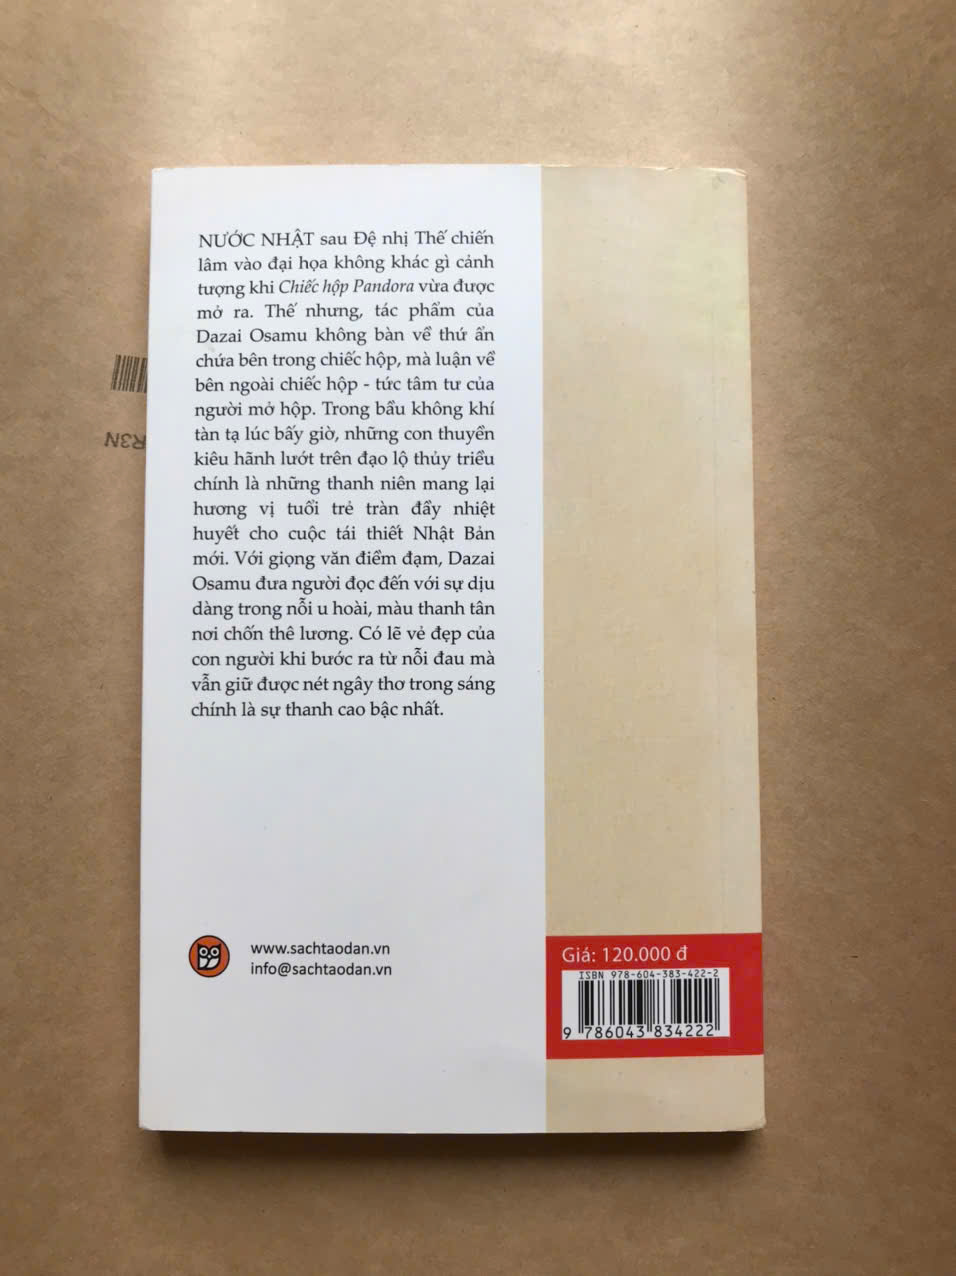 NƯỚC NHẬT sau Đệ nhị Thế chiến
lâm vào đại họa không khác gì cảnh
tượng khi Chiếc hộp Pandora vừa được
mở ra. Thế nhưng, tác phẩm của
Dazai Osamu không bàn về thứ ẩn
chứa bên trong chiếc hộp, mà luận về
bên ngoài chiếc hộp - tức tâm tư của
người mở hộp. Trong bầu không khí
tàn tạ lúc bấy giờ, những con thuyền
kiêu hãnh lướt trên đạo lộ thủy triều
chính là những thanh niên mang lại
hương vị tuổi trẻ tràn đầy nhiệt
huyết cho cuộc tái thiết Nhật Bản
mới. Với giọng văn điềm đạm, Dazai
Osamu đưa người đọc đến với sự dịu
dàng trong nỗi u hoài, màu thanh tân
nơi chốn thê lương. Có lẽ vẻ đẹp của
con người khi bước ra từ nỗi đau mà
vẫn giữ được nét ngây thơ trong sáng
chính là sự thanh cao bậc nhất.
www.sachtaodan.vn
info@sachtaodan.vn
Giá: 120.000 đ
ISBN 978-604-383-422-2
9 786043 834222
R3N